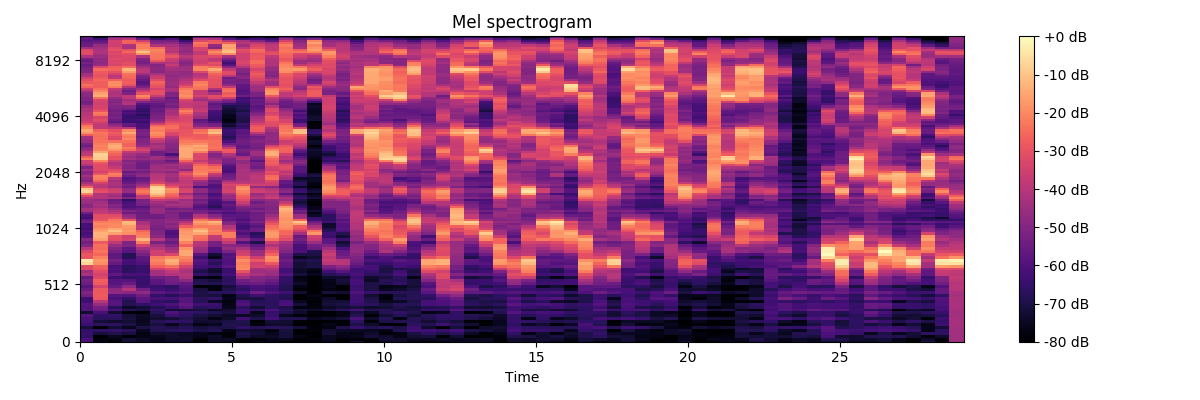 Mel spectrogram
Hz
8192
4096
2048
1024
512
0
0 5 10 15 20 25
Time
+0 dB
-10 dB
-20 dB
-30 dB
-40 dB
-50 dB
-60 dB
-70 dB
-80 dB